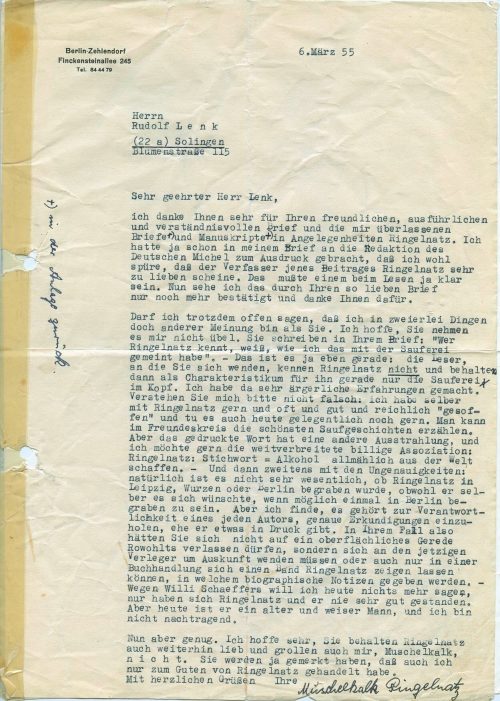 Berlin-Zehlendorf
Finckensteinallee 245
Tel. 84 44 79
6.März 55
Herrn
Rudolf L e n k
(22 a) Solingen
Blumenstraße 115
Sehr geehrter Herr Lenk,
ich danke Ihnen sehr für Ihren freundlichen, ausführlichen
und verständnisvollen Brief und die mir überlassenen
Briefe+) und Manuskripte+) in Angelegenheiten Ringelnatz. Ich
hatte ja schon in meinem Brief an die Redaktion des
Deutschen Michel zum Ausdruck gebracht, daß ich wohl
spüre, daß der Verfasser jenes Beitrages Ringelnatz sehr
zu lieben scheine. Das mußte einem beim Lesen ja klar
sein. Nun sehe ich das durch Ihren so lieben Brief
nur noch mehr bestätigt und danke Ihnen dafür.
+) in der Anlage zurück.
Darf ich trotzdem offen sagen, daß ich in zweierlei Dingen
doch anderer Meinung bin als Sie. Ich hoffe, Sie nehmen
es mir nicht übel. Sie schreiben in Ihrem Brief: "Wer
Ringelnatz kennt, weiß, wie ich das mit der Sauferei
gemeint habe". - Das ist es ja eben gerade: die Leser,
an die Sie sich wenden, kennen Ringelnatz nicht und behalten
dann als Charakteristikum für ihn gerade nur die Sauferei
im Kopf. Ich habe da sehr ärgerliche Erfahrungen gemacht.
Verstehen Sie mich bitte nicht falsch: ich habe selber
mit Ringelnatz gern und oft und gut und reichlich "gesof-
fen" und tu es auch heute gelegentlich noch gern. Man kann
im Freundeskreis die schönsten Saufgeschichten erzählen.
Aber das gedruckte Wort hat eine andere Ausstrahlung, und
ich möchte gern die weitverbreitete billige Assoziation:
Ringelnatz: Stichwort = Alkohol allmählich aus der Welt
schaffen. - Und dann zweitens mit den Ungenauigkeiten:
natürlich ist es nicht sehr wesentlich, ob Ringelnatz in
Leipzig, Wurzen oder Berlin begraben wurde, obwohl er sel-
ber es sich wünschte, wenn möglich einmal in Berlin be-
graben zu sein. Aber ich finde, es gehört zur Verantwort-
lichkeit eines jeden Autors, genaue Erkundigungen einzu-
holen, ehe er etwas in Druck gibt. In Ihrem Fall also
hätten Sie sich nicht auf ein oberflächliches Gerede
Rowohlts verlassen dürfen, sondern sich an den jetzigen
Verleger um Auskunft wenden müssen oder auch nur in einer
Buchhandlung sich einen Band Ringelnatz zeigen lassen
können, in welchem biographische Notizen gegeben werden. -
Wegen Willi Schaeffers will ich heute nichts mehr sagen,
nur haben sich Ringelnatz und er nie sehr gut gestanden.
Aber heute ist er ein alter und weiser Mann, und ich bin
nicht nachtragend.
Nun aber genug. Ich hoffe sehr, Sie behalten Ringelnatz
auch weiterhin lieb und grollen auch mir, Muschelkalk,
n i c h t. Sie werden ja gemerkt haben, daß auch ich
nur zum Guten von Ringelnatz gehandelt habe.
Mit herzlichen Grüßen Ihre
Muschelkalk Ringelnatz